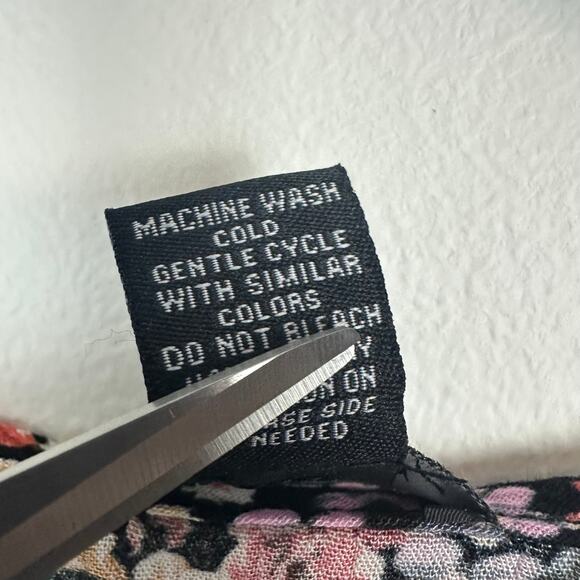 MACHINE WASH
COLD
GENTLE CYCLE
WITH SIMILAR
COLORS
DO NOT BLEACH
ON
SIDE
NEEDED